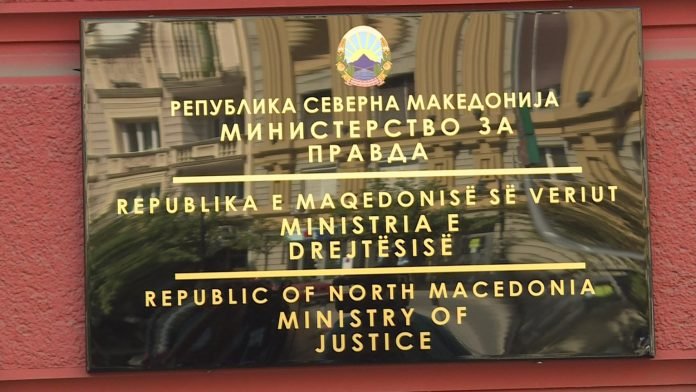 РЕПУБЛИКА СЕВЕРНА МАКЕДОНИЈА
МИНИСТЕРСТВО ЗА
ПРАВДА
REPUBLIKA E MAQEDONISË SË VERIUT
MINISTRIA E
DREJTËSISË
REPUBLIC OF NORTH MACEDONIA
MINISTRY OF
JUSTICE